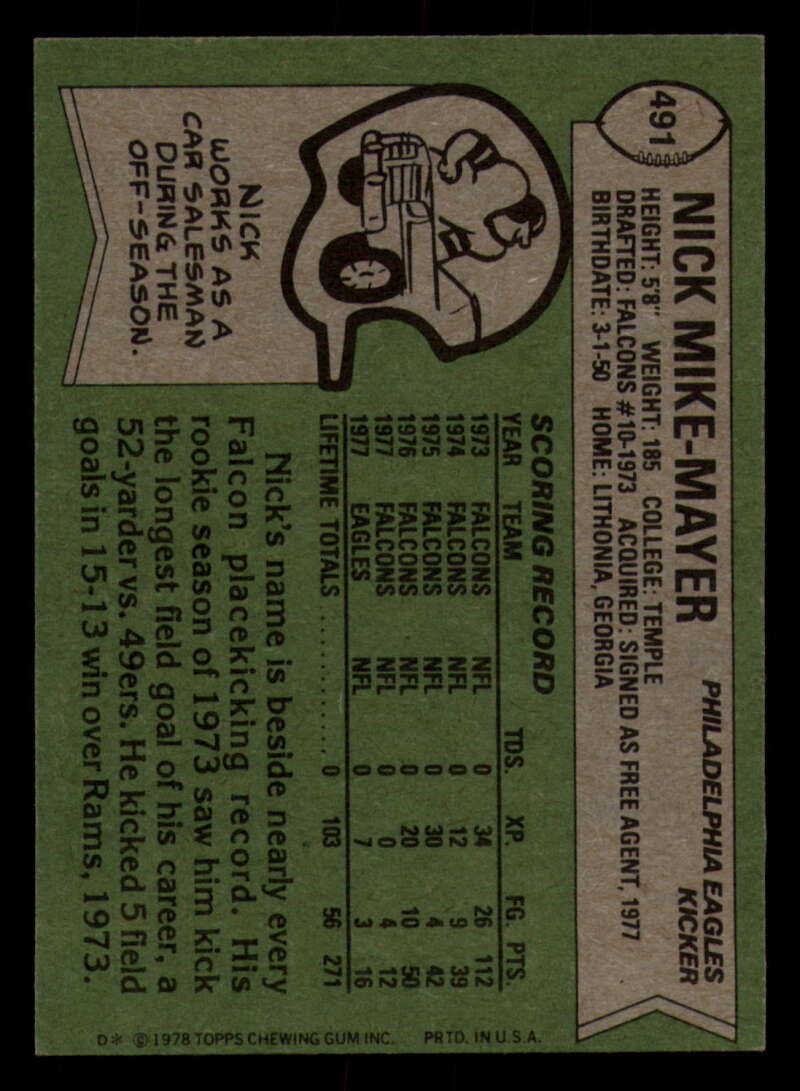 491
NICK MIKE-MAYER
PHILADELPHIA EAGLES
KICKER
HEIGHT: 5'8" WEIGHT: 185 COLLEGE: TEMPLE
DRAFTED: FALCONS #10-1973 ACQUIRED: SIGNED AS FREE AGENT, 1977
BIRTHDATE: 3-1-50 HOME: LITHONIA, GEORGIA
NICK
WORKS AS A
CAR SALESMAN
DURING THE
OFF-SEASON.
SCORING RECORD
YEAR TEAM TDS. XP. FG. PTS.
1973 FALCONS NFL 0 34 26 112
1974 FALCONS NFL 0 12 9 39
1975 FALCONS NFL 0 30 4 42
1976 FALCONS NFL 0 20 10 50
1977 FALCONS NFL 0 0 4 12
1977 EAGLES NFL 0 7 3 16
LIFETIME TOTALS ............ 0 103 56 271
Nick's name is beside nearly every
Falcon placekicking record. His
rookie season of 1973 saw him kick
the longest field goal of his career, a
52-yarder vs. 49ers. He kicked 5 field
goals in 15-13 win over Rams, 1973.
D* © 1978 TOPPS CHEWING GUM INC. PRTD. IN U.S.A.